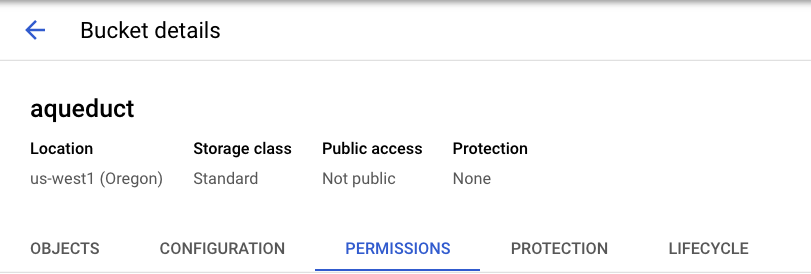 Bucket details
aqueduct
Location Storage class Public access Protection
us-west1 (Oregon) Standard Not public None
OBJECTS CONFIGURATION PERMISSIONS PROTECTION LIFECYCLE